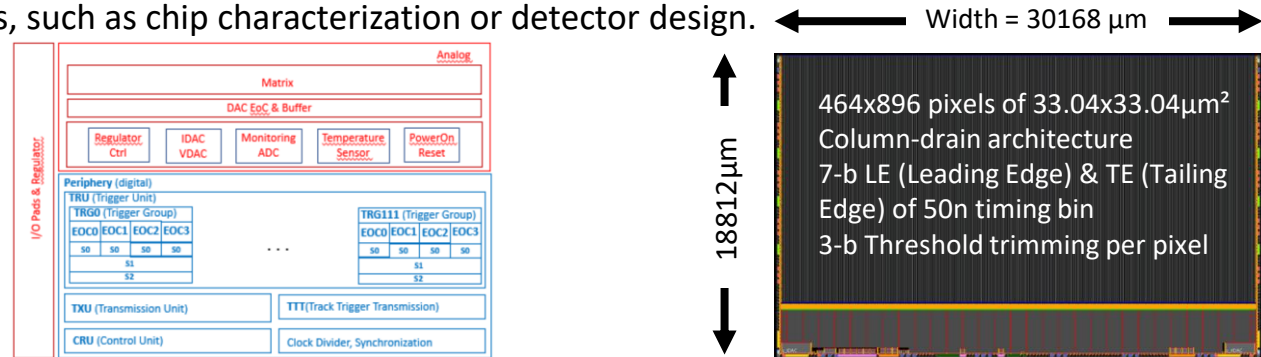 s, such as chip characterization or detector design.
Width = 30168 µm
I/O Pads & Regulator
Analog
Matrix
DAC EoC & Buffer
Regulator Ctrl
IDAC VDAC
Monitoring ADC
Temperature Sensor
PowerOn Reset
Periphery (digital)
TRU (Trigger Unit)
TRG0 (Trigger Group)
EOC0 EOC1 EOC2 EOC3
S0 S0 S0 S0
S1
S2
...
TRG111 (Trigger Group)
EOC0 EOC1 EOC2 EOC3
S0 S0 S0 S0
S1
S2
TXU (Transmission Unit)
TTT(Track Trigger Transmission)
CRU (Control Unit)
Clock Divider, Synchronization
18812µm
464x896 pixels of 33.04x33.04µm²
Column-drain architecture
7-b LE (Leading Edge) & TE (Tailing
Edge) of 50n timing bin
3-b Threshold trimming per pixel
IDAC
VDAC